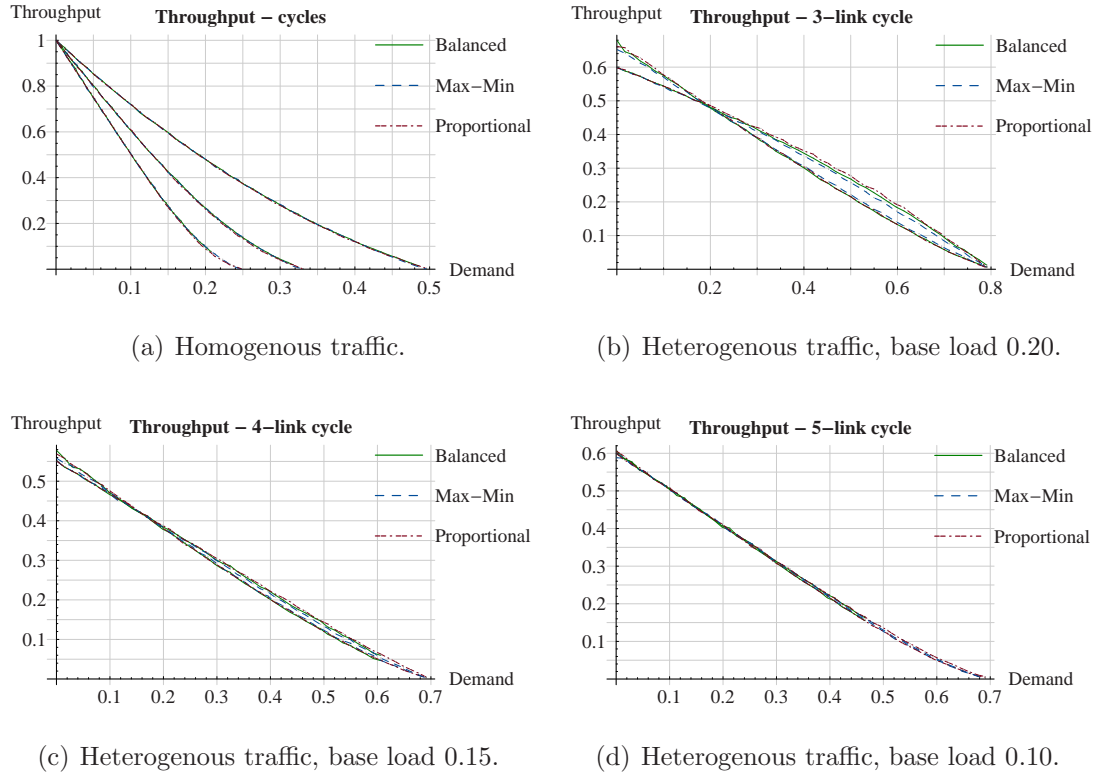 Throughput
Throughput – cycles
1
0.8
0.6
0.4
0.2
0.1 0.2 0.3 0.4 0.5
Demand
Balanced
Max–Min
Proportional
(a) Homogenous traffic.
Throughput
Throughput – 3–link cycle
0.6
0.5
0.4
0.3
0.2
0.1
0.2 0.4 0.6 0.8
Demand
Balanced
Max–Min
Proportional
(b) Heterogenous traffic, base load 0.20.
Throughput
Throughput – 4–link cycle
0.5
0.4
0.3
0.2
0.1
0.1 0.2 0.3 0.4 0.5 0.6 0.7
Demand
Balanced
Max–Min
Proportional
(c) Heterogenous traffic, base load 0.15.
Throughput
Throughput – 5–link cycle
0.6
0.5
0.4
0.3
0.2
0.1
0.1 0.2 0.3 0.4 0.5 0.6 0.7
Demand
Balanced
Max–Min
Proportional
(d) Heterogenous traffic, base load 0.10.